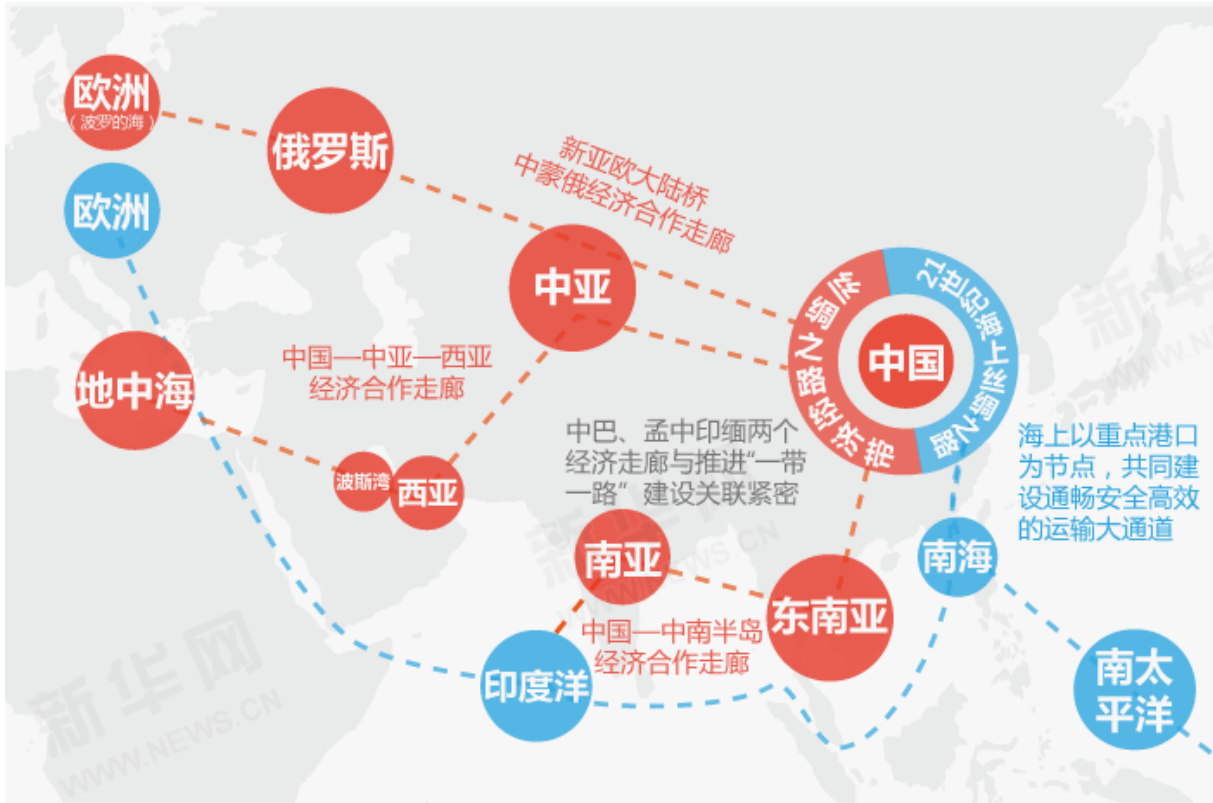 欧洲
（波罗的海）
俄罗斯
欧洲
新亚欧大陆桥
中蒙俄经济合作走廊
中亚
丝绸之路经济带
21世纪海上丝绸之路
中国
地中海
中国—中亚—西亚
经济合作走廊
波斯湾
西亚
中巴、孟中印缅两个
经济走廊与推进“一带
一路”建设关联紧密
海上以重点港口
为节点，共同建
设通畅安全高效
的运输大通道
南亚
南海
东南亚
中国—中南半岛
经济合作走廊
印度洋
南太
平洋
新华网
WWW.NEWS.CN
新华网
WWW.NEWS.CN